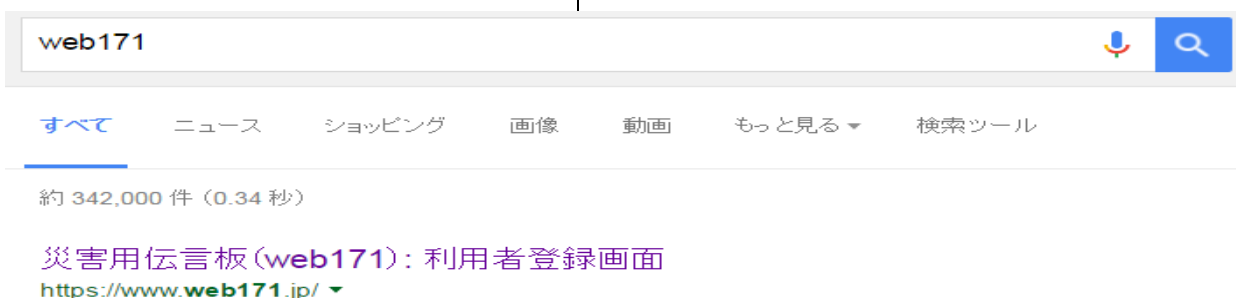 web171
すべて ニュース ショッピング 画像 動画 もっと見る 検索ツール
約 342,000 件 （0.34 秒）
災害用伝言板（web171）: 利用者登録画面
https://www.web171.jp/